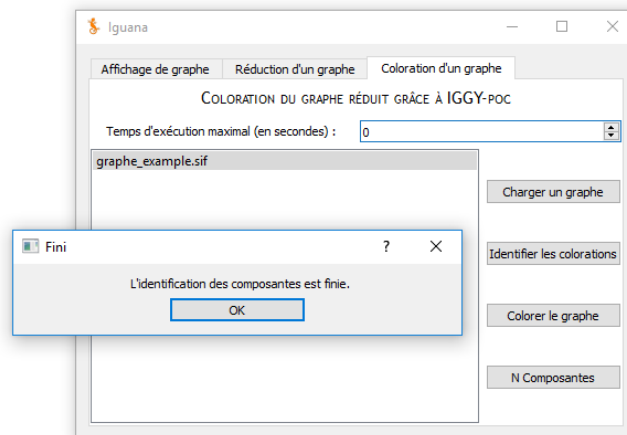 Iguana
Affichage de graphe
Réduction d'un graphe
Coloration d'un graphe
COLORATION DU GRAPHE RÉDUIT GRÂCE À IGGY-POC
Temps d'exécution maximal (en secondes) :
0
graphe_example.sif
Charger un graphe
Fini
?
L'identification des composantes est finie.
OK
Identifier les colorations
Colorer le graphe
N Composantes